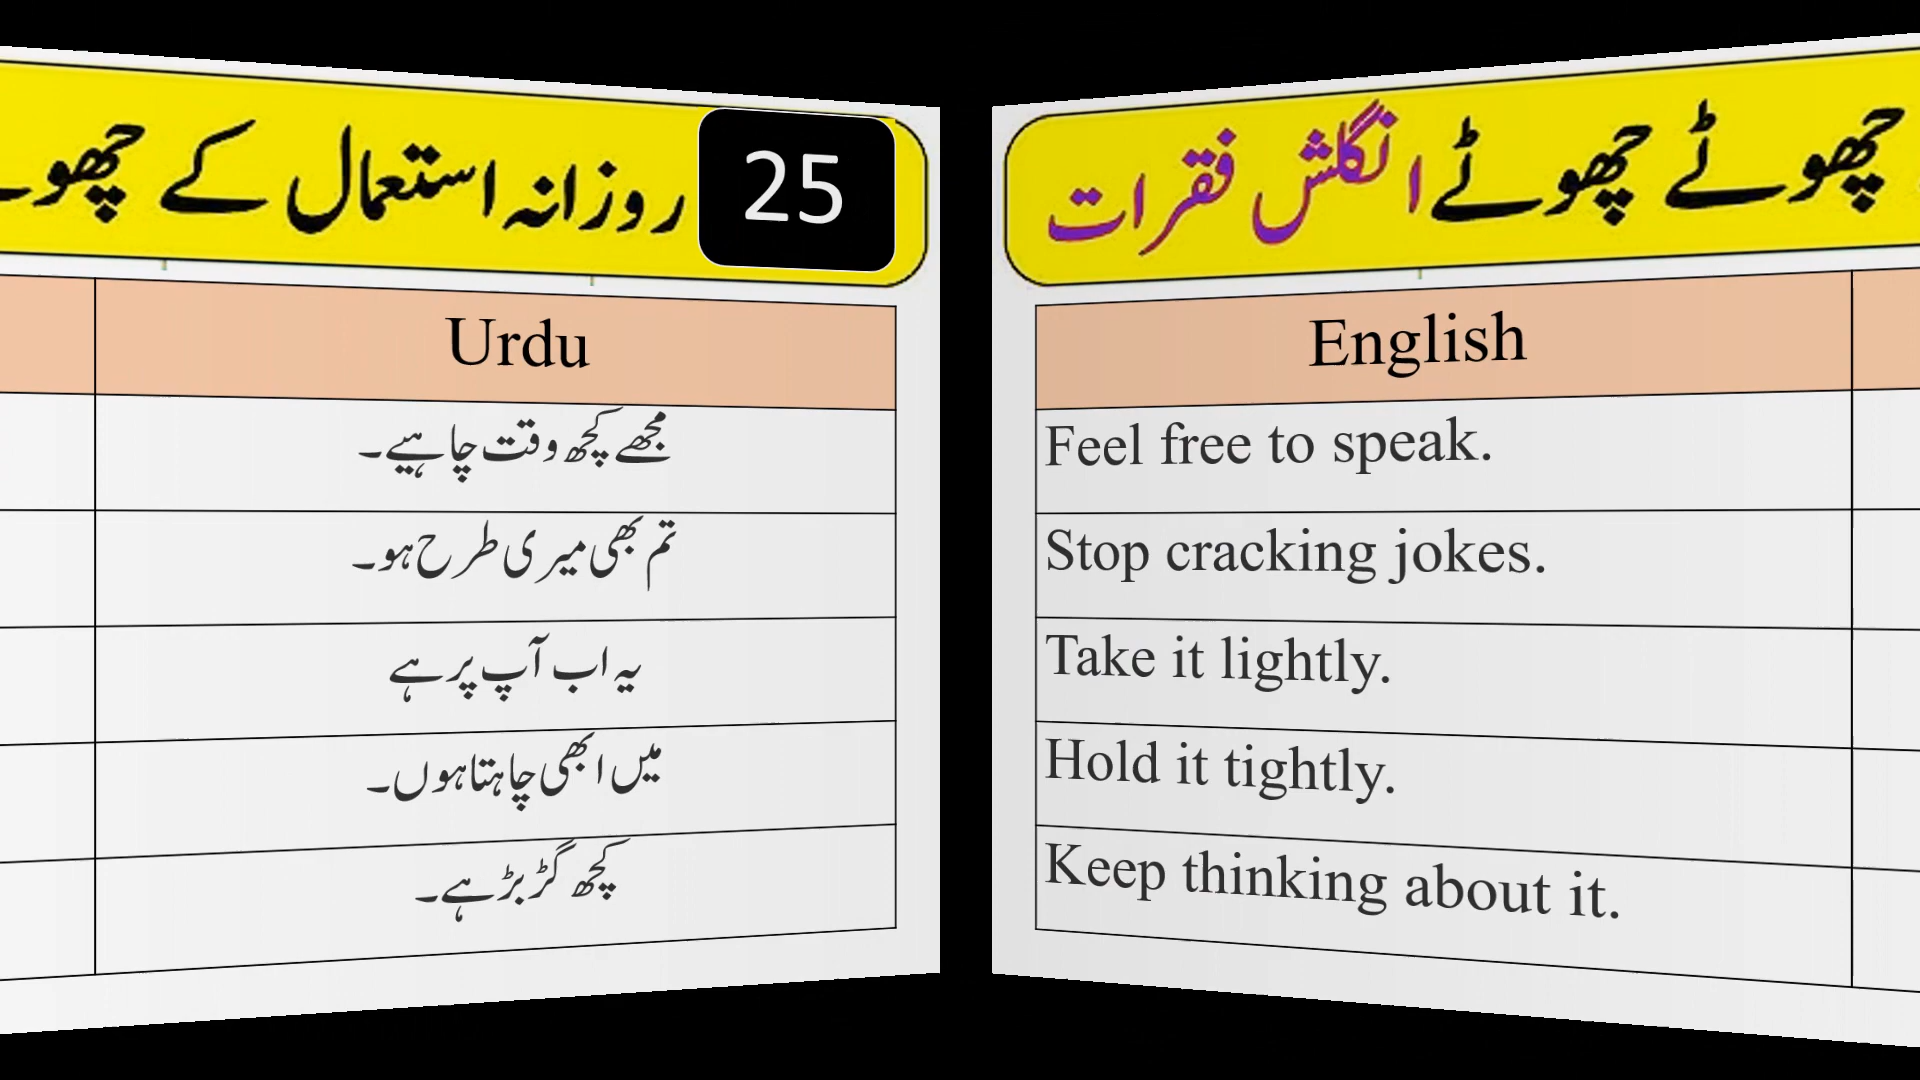 25 روزانہ استعمال کے چھو
Urdu
مجھے کچھ وقت چاہیے۔
تم بھی میری طرح ہو۔
یہ اب آپ پر ہے
میں ابھی چاہتا ہوں۔
کچھ گڑبڑ ہے۔
چھوٹے چھوٹے انگلش فقرات
English
Feel free to speak.
Stop cracking jokes.
Take it lightly.
Hold it tightly.
Keep thinking about it.